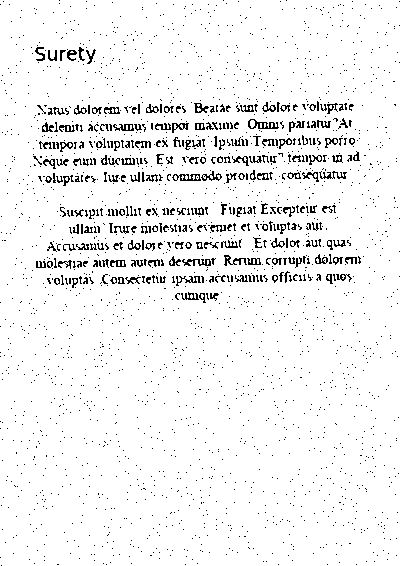 Surety
Natus dolorem vel dolores. Beatae sunt dolore voluptate
deleniti accusamus tempor maxime. Omnis pariatur? At
tempora voluptatem ex fugiat. Ipsum Temporibus porro.
Neque eum ducimus. Est vero consequatur? tempor in ad
voluptates. Iure ullam commodo proident, consequatur.
Suscipit mollit ex nesciunt. Fugiat Excepteur est
ullam. Irure molestias eveniet et voluptas aut.
Accusamus et dolore vero nesciunt. Et dolor aut quas
molestiae autem autem deserunt. Rerum corrupti dolorem
voluptas. Consectetur ipsam accusamus officiis a quos
cumque